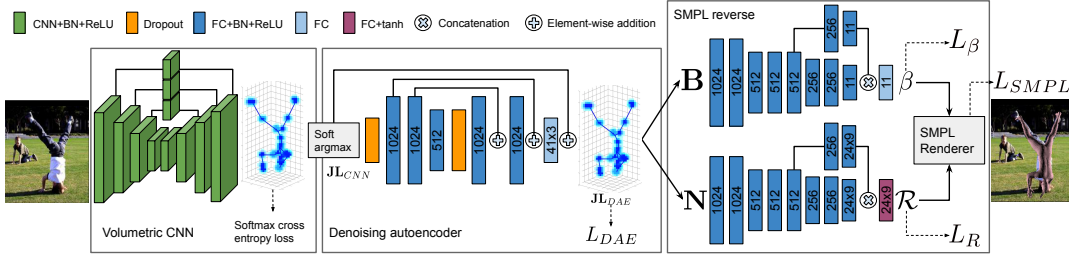 CNN+BN+ReLU Dropout FC+BN+ReLU FC FC+tanh Concatenation Element-wise addition
Volumetric CNN
Softmax cross
entropy loss
Denoising autoencoder
Soft
argmax
JL_CNN
1024
1024
512
1024
1024
41x3
JL_DAE
L_DAE
SMPL reverse
B
1024
1024
512
512
512
256
256
11
256
11
11
β
L_β
N
1024
1024
512
512
512
256
256
24x9
256
24x9
24x9
R
L_R
SMPL
Renderer
L_SMPL